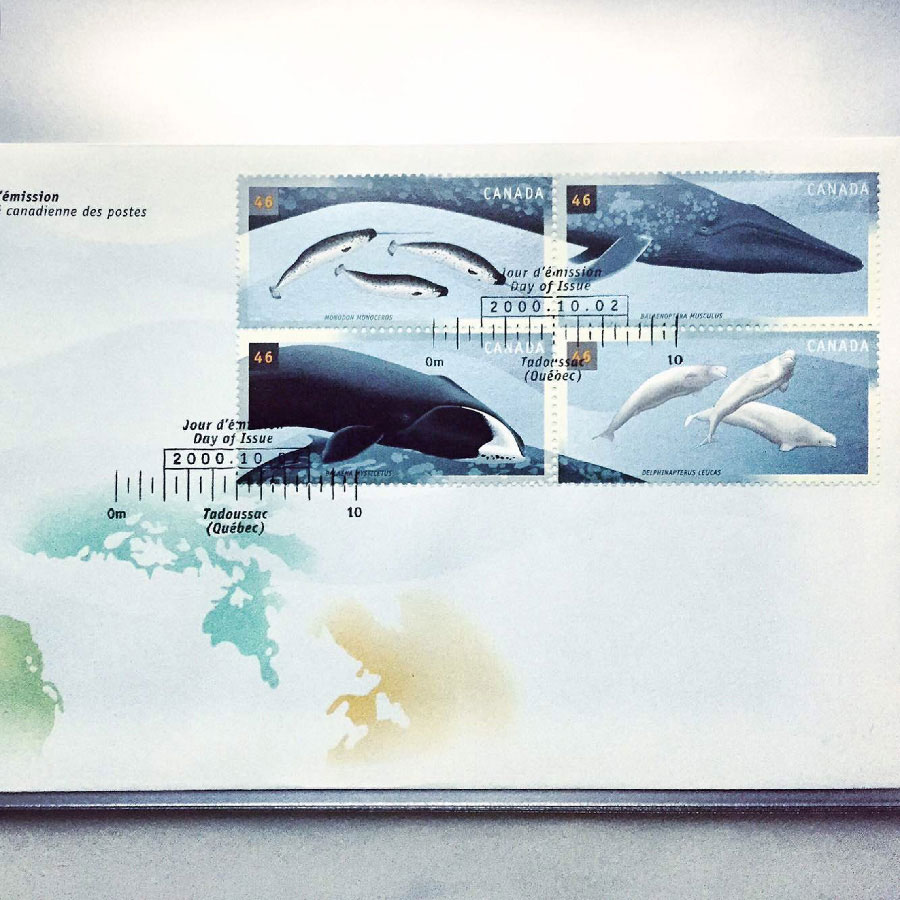 'émission
canadienne des postes
46
CANADA
MONODON MONOCEROS
46
CANADA
BALAENOPTERA MUSCULUS
Jour d'émission
Day of Issue
2000.10.02
0m
10
Tadoussac
(Québec)
46
CANADA
BALAENA MYSTICETUS
46
CANADA
DELPHINAPTERUS LEUCAS
Jour d'émission
Day of Issue
2000.10.02
0m
10
Tadoussac
(Québec)